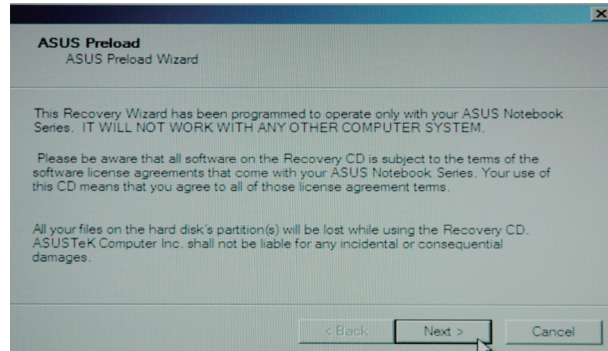 ASUS Preload
ASUS Preload Wizard
This Recovery Wizard has been programmed to operate only with your ASUS Notebook
Series. IT WILL NOT WORK WITH ANY OTHER COMPUTER SYSTEM.
Please be aware that all software on the Recovery CD is subject to the terms of the
software license agreements that come with your ASUS Notebook Series. Your use of
this CD means that you agree to all of those license agreement terms.
All your files on the hard disk's partition(s) will be lost while using the Recovery CD.
ASUSTeK Computer Inc. shall not be liable for any incidental or consequential
damages.
< Back Next > Cancel